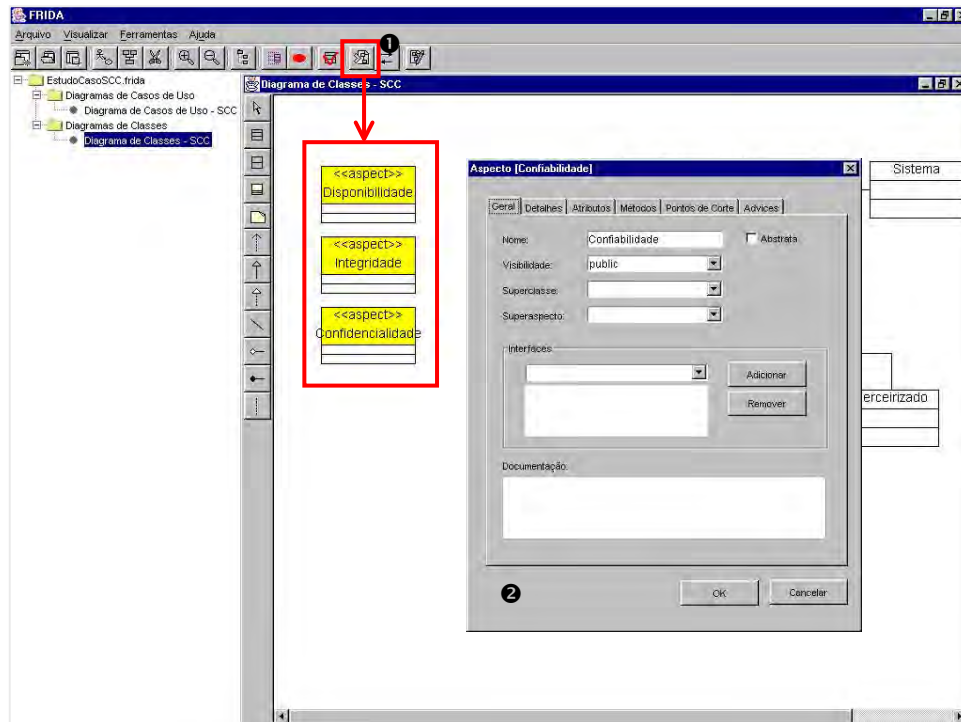 FRIDA
Arquivo Visualizar Ferramentas Ajuda
❶
EstudoCasoSCC.frida
Diagramas de Casos de Uso
Diagrama de Casos de Uso - SCC
Diagramas de Classes
Diagrama de Classes - SCC
Diagrama de Classes - SCC
<<aspect>>
Disponibilidade
<<aspect>>
Integridade
<<aspect>>
Confidencialidade
Sistema
erceirizado
Aspecto [Confiabilidade]
Geral Detalhes Atributos Métodos Pontos de Corte Advices
Nome: Confiabilidade Abstrata
Visibilidade: public
Superclasse:
Superaspecto:
Interfaces
Adicionar
Remover
Documentação:
❷
OK Cancelar